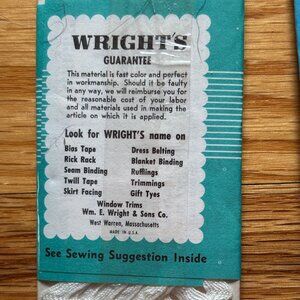 WRIGHT'S
GUARANTEE
This material is fast color and perfect
in workmanship. Should it be faulty
in any way, we will reimburse you for
the reasonable cost of your labor
and all materials used in making the
article on which it is applied.
Look for WRIGHT'S name on
Bias Tape Dress Belting
Rick Rack Blanket Binding
Seam Binding Rufflings
Twill Tape Trimmings
Skirt Facing Gift Tyes
Window Trims
Wm. E. Wright & Sons Co.
West Warren, Massachusetts
MADE IN U.S.A.
See Sewing Suggestion Inside